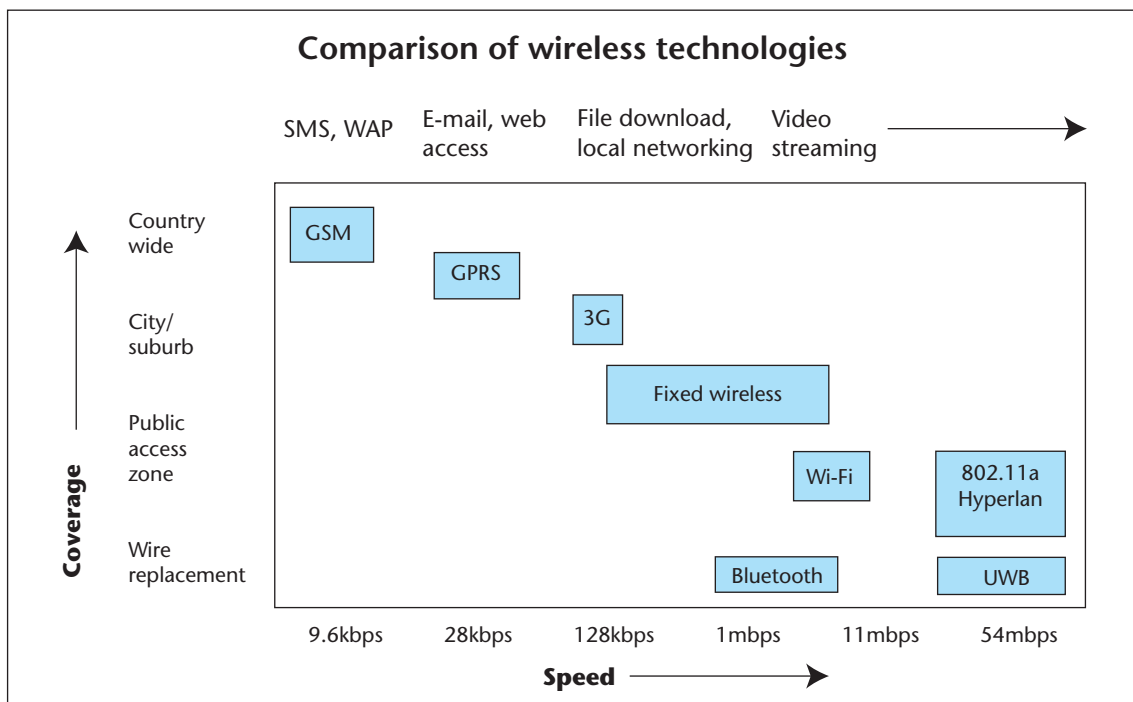 Comparison of wireless technologies
SMS, WAP
E-mail, web
access
File download,
local networking
Video
streaming
Country
wide
City/
suburb
Public
access
zone
Wire
replacement
Coverage
GSM
GPRS
3G
Fixed wireless
Wi-Fi
802.11a
Hyperlan
Bluetooth
UWB
9.6kbps
28kbps
128kbps
1mbps
11mbps
54mbps
Speed